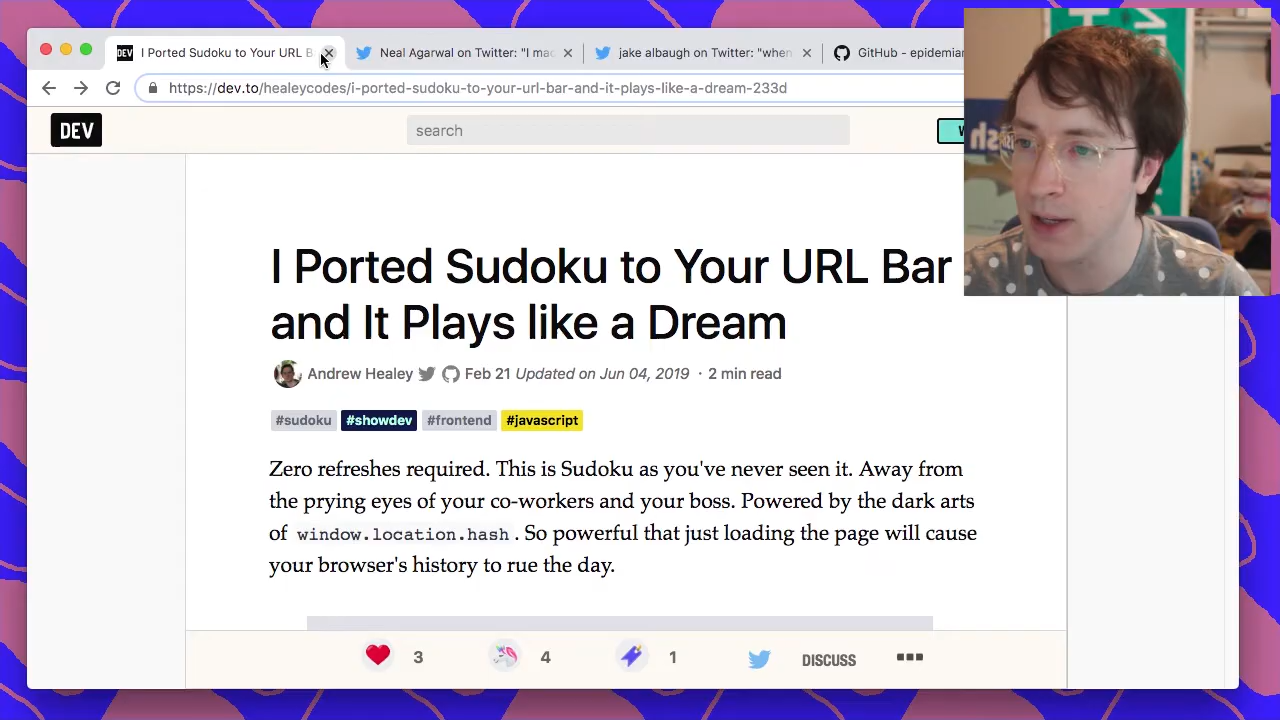 DEV I Ported Sudoku to Your URL B
Neal Agarwal on Twitter: "I mac
jake albaugh on Twitter: "when
GitHub - epidemian
https://dev.to/healeycodes/i-ported-sudoku-to-your-url-bar-and-it-plays-like-a-dream-233d
DEV
search
W
I Ported Sudoku to Your URL Bar
and It Plays like a Dream
Andrew Healey Feb 21 Updated on Jun 04, 2019 · 2 min read
#sudoku #showdev #frontend #javascript
Zero refreshes required. This is Sudoku as you've never seen it. Away from
the prying eyes of your co-workers and your boss. Powered by the dark arts
of window.location.hash. So powerful that just loading the page will cause
your browser's history to rue the day.
3 4 1 DISCUSS